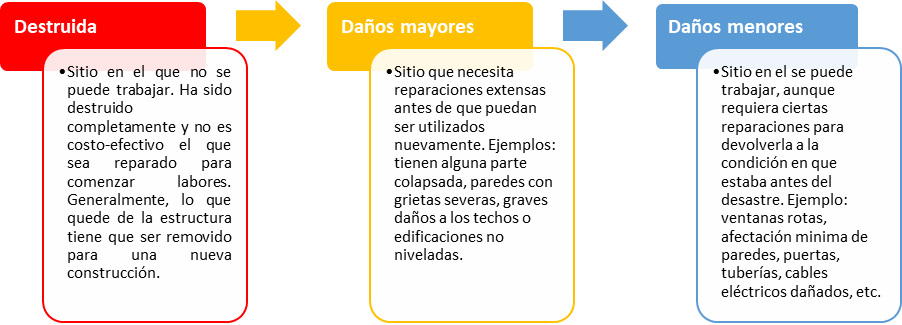 Destruida
•Sitio en el que no se
puede trabajar. Ha sido
destruido
completamente y no es
costo-efectivo el que
sea reparado para
comenzar labores.
Generalmente, lo que
quede de la estructura
tiene que ser removido
para una nueva
construcción.
Daños mayores
•Sitio que necesita
reparaciones extensas
antes de que puedan
ser utilizados
nuevamente. Ejemplos:
tienen alguna parte
colapsada, paredes con
grietas severas, graves
daños a los techos o
edificaciones no
niveladas.
Daños menores
•Sitio en el se puede
trabajar, aunque
requiera ciertas
reparaciones para
devolverla a la
condición en que
estaba antes del
desastre. Ejemplo:
ventanas rotas,
afectación minima de
paredes, puertas,
tuberías, cables
eléctricos dañados, etc.